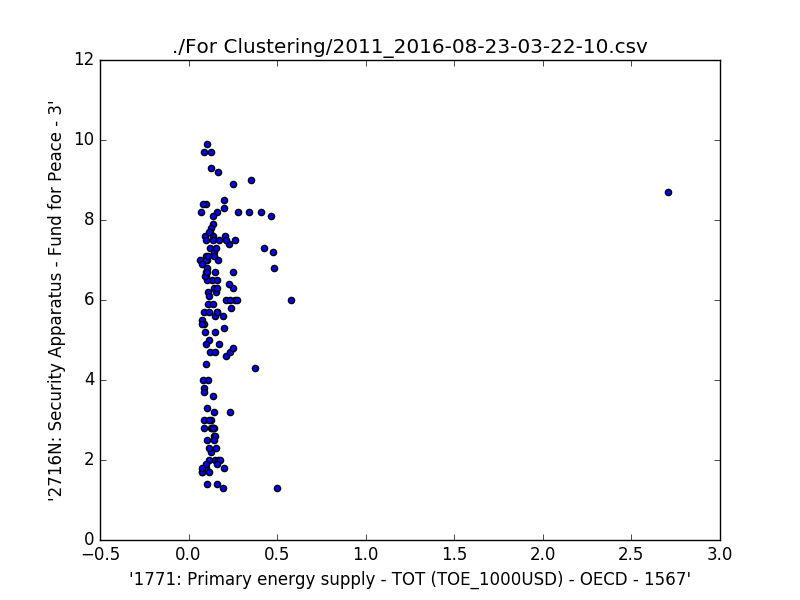 ./For Clustering/2011_2016-08-23-03-22-10.csv
12
10
8
6
4
2
0
'2716N: Security Apparatus - Fund for Peace - 3'
−0.5 0.0 0.5 1.0 1.5 2.0 2.5 3.0
'1771: Primary energy supply - TOT (TOE_1000USD) - OECD - 1567'